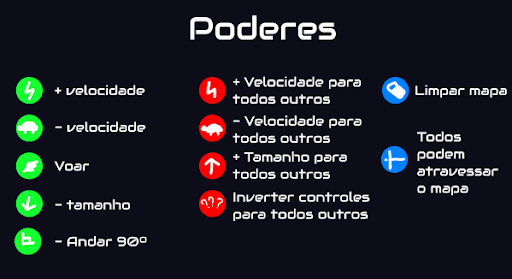 Poderes
+ velocidade
- velocidade
Voar
- tamanho
- Andar 90º
+ Velocidade para
todos outros
- Velocidade para
todos outros
+ Tamanho para
todos outros
???
Inverter controles
para todos outros
Limpar mapa
Todos
podem
atravessar
o mapa